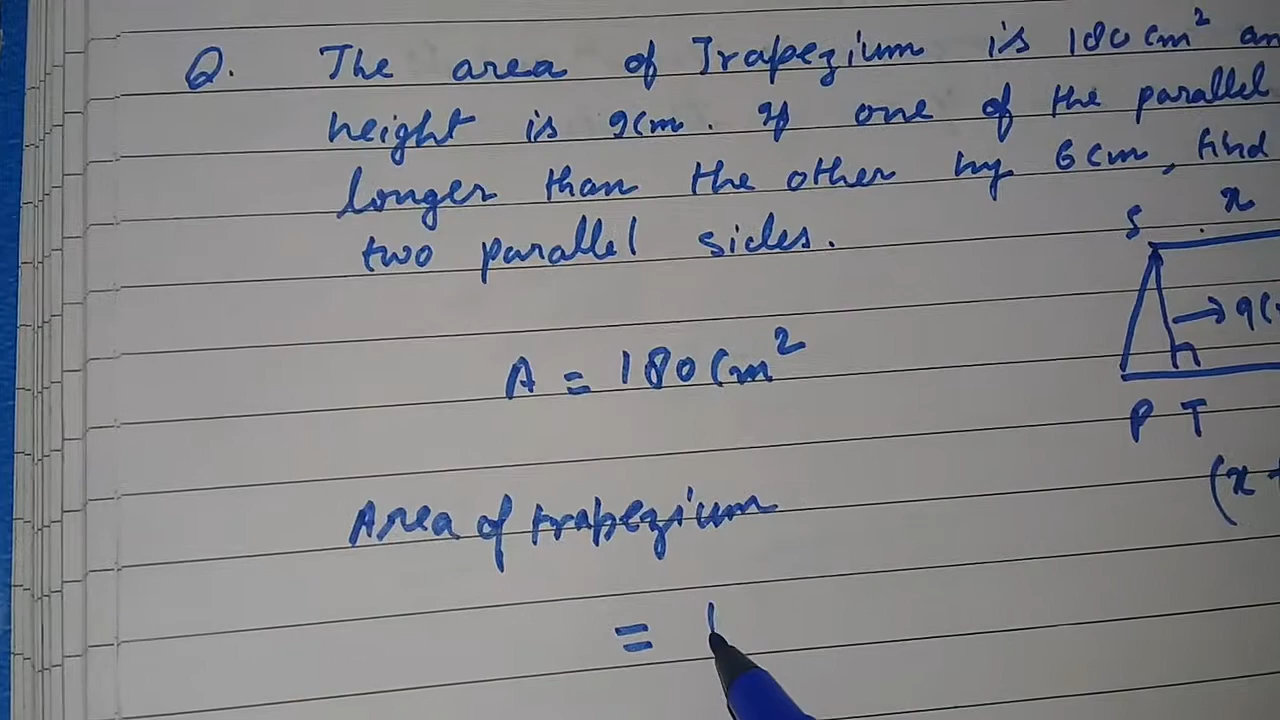 Q. The area of Trapezium is 180 cm² an
height is 9cm. If one of the parallel
longer than the other by 6cm, find
two parallel sides.
S x
→ 9(
A = 180 Cm²
P T
(x +
Area of trapezium
= 1